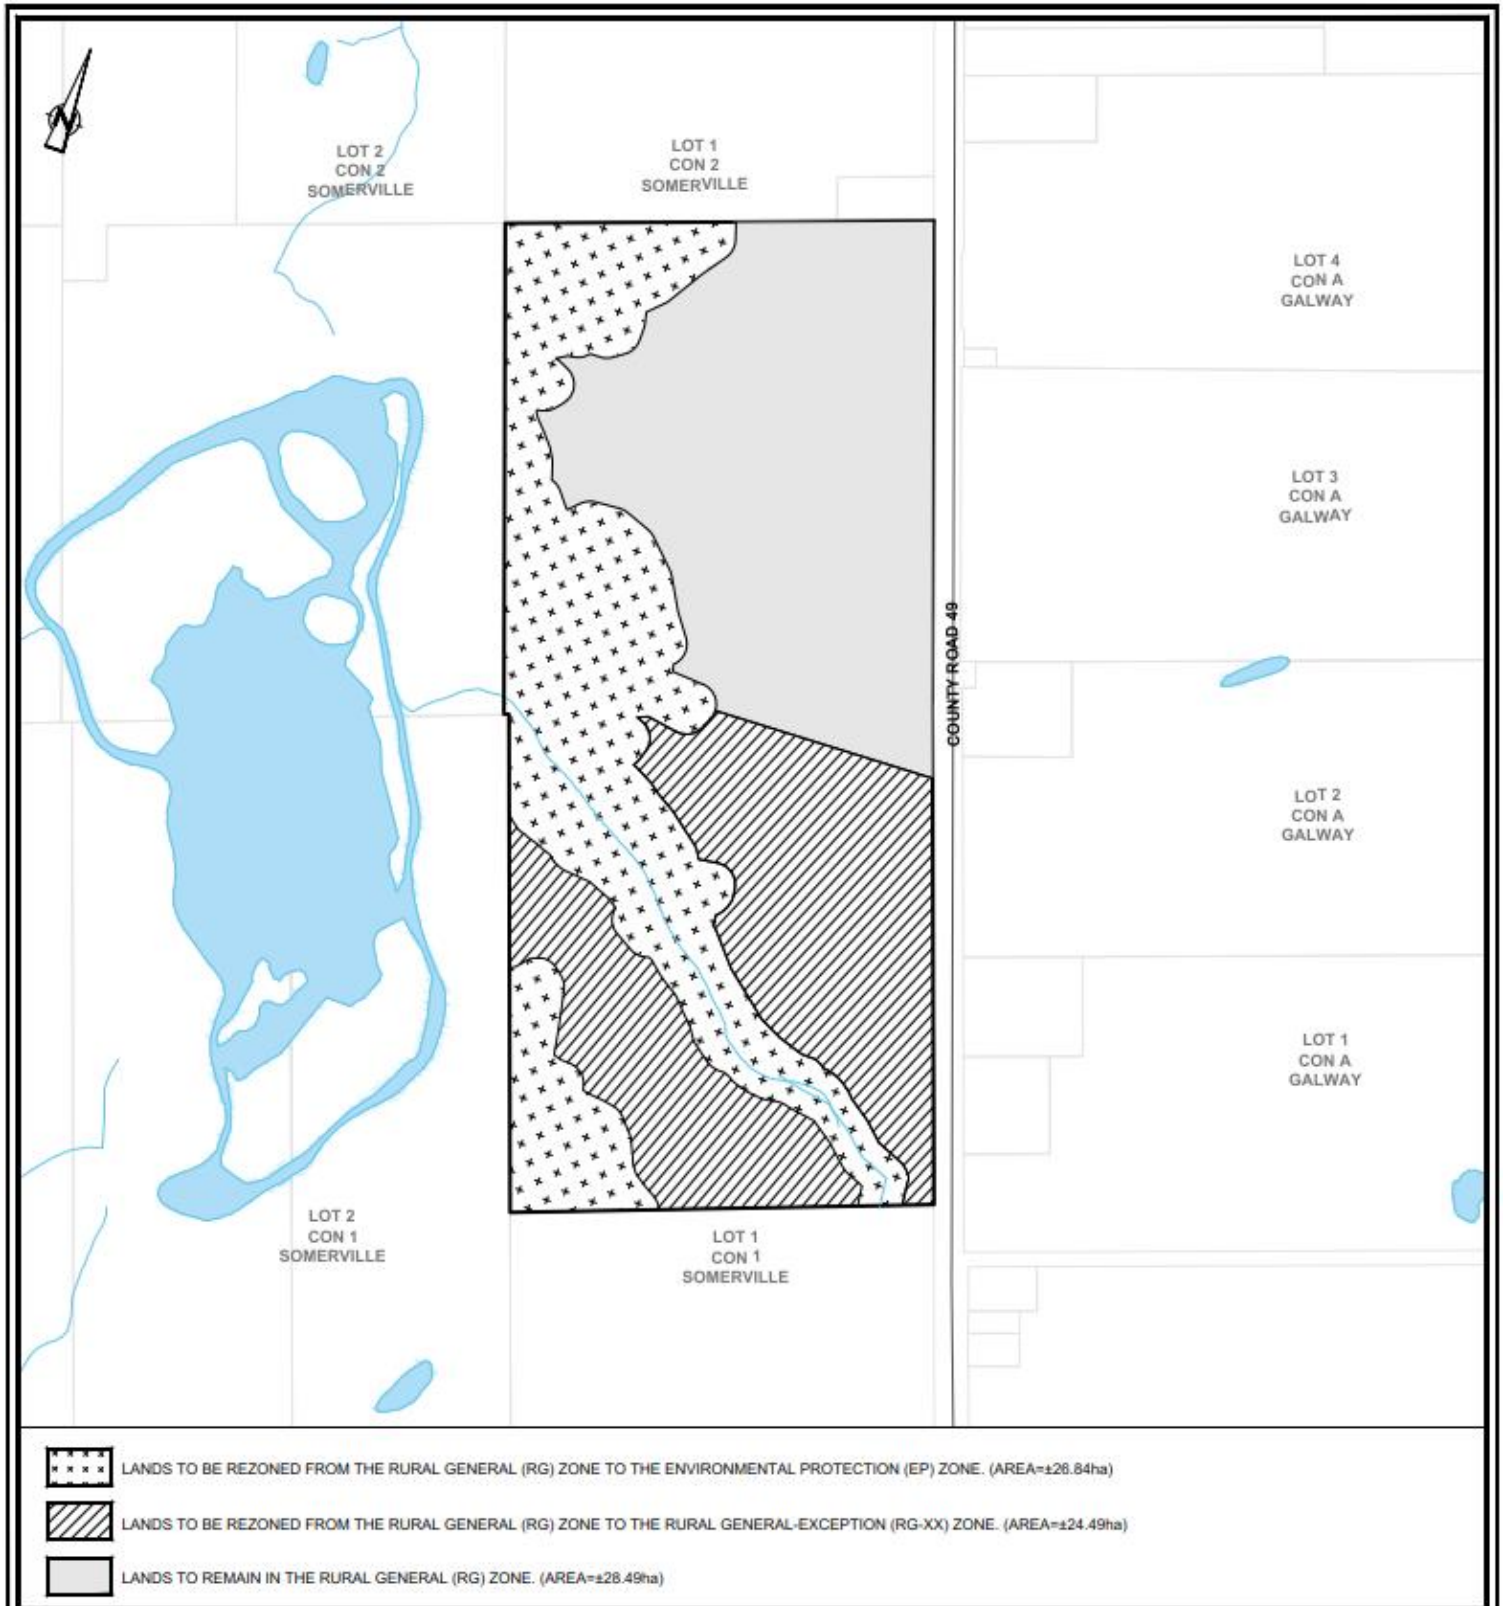 N
LOT 2
CON 2
SOMERVILLE
LOT 1
CON 2
SOMERVILLE
LOT 4
CON A
GALWAY
LOT 3
CON A
GALWAY
COUNTY ROAD 49
LOT 2
CON A
GALWAY
LOT 1
CON A
GALWAY
LOT 2
CON 1
SOMERVILLE
LOT 1
CON 1
SOMERVILLE
LANDS TO BE REZONED FROM THE RURAL GENERAL (RG) ZONE TO THE ENVIRONMENTAL PROTECTION (EP) ZONE. (AREA=±26.84ha)
LANDS TO BE REZONED FROM THE RURAL GENERAL (RG) ZONE TO THE RURAL GENERAL-EXCEPTION (RG-XX) ZONE. (AREA=±24.49ha)
LANDS TO REMAIN IN THE RURAL GENERAL (RG) ZONE. (AREA=±28.49ha)